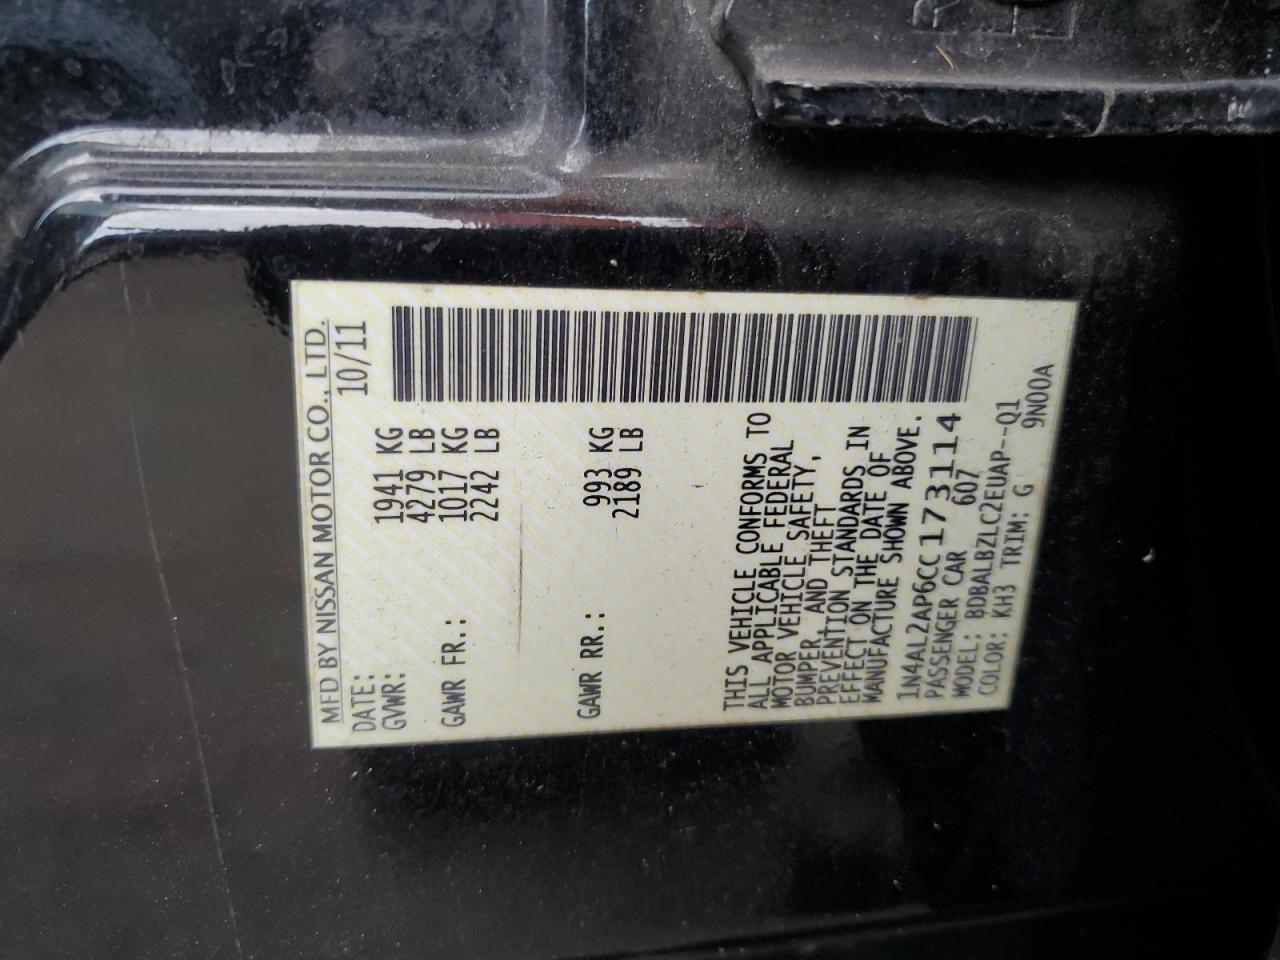 MFD BY NISSAN MOTOR CO., LTD.
DATE: 10/11
GVWR: 1941 KG
4279 LB
GAWR FR.: 1017 KG
2242 LB
GAWR RR.: 993 KG
2189 LB
THIS VEHICLE CONFORMS TO
ALL APPLICABLE FEDERAL
MOTOR VEHICLE SAFETY,
BUMPER, AND THEFT
PREVENTION STANDARDS IN
EFFECT ON THE DATE OF
MANUFACTURE SHOWN ABOVE.
1N4AL2AP6CC173114
PASSENGER CAR 607
MODEL: BDBALBZLC2EUAP--Q1
COLOR: KH3 TRIM: G 9N00A